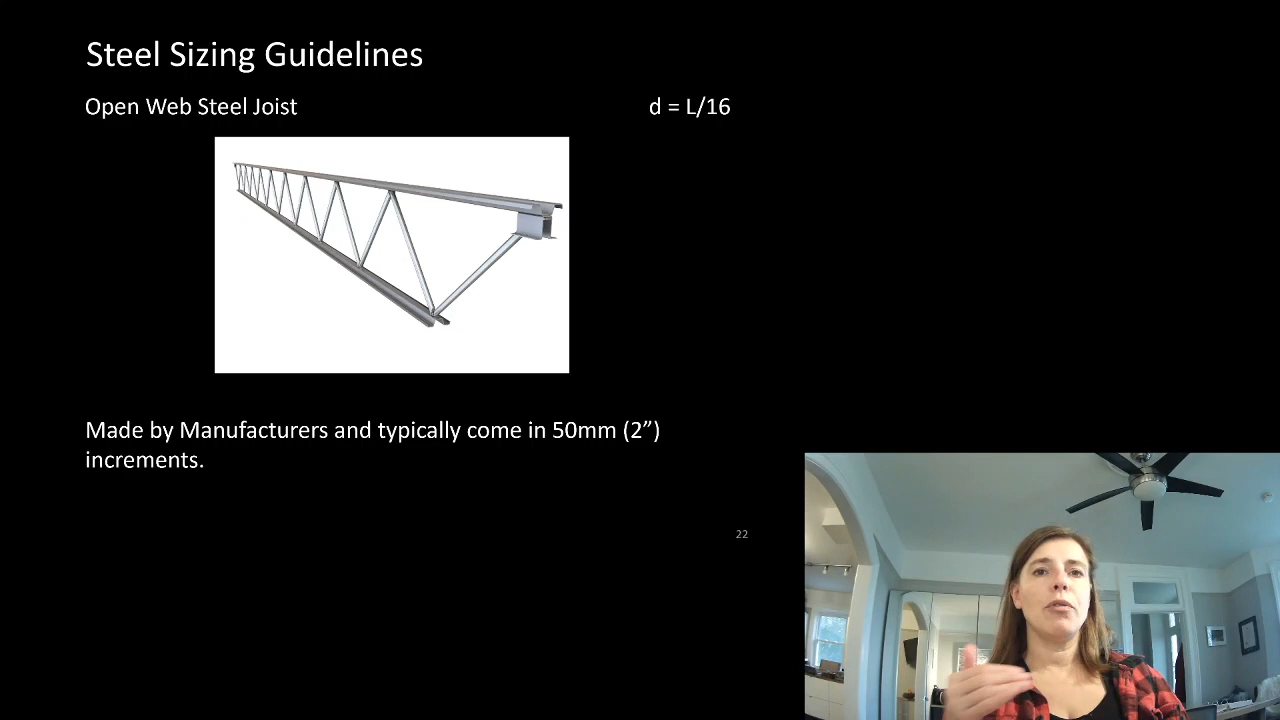 Steel Sizing Guidelines
Open Web Steel Joist
d = L/16
Made by Manufacturers and typically come in 50mm (2”)
increments.
22